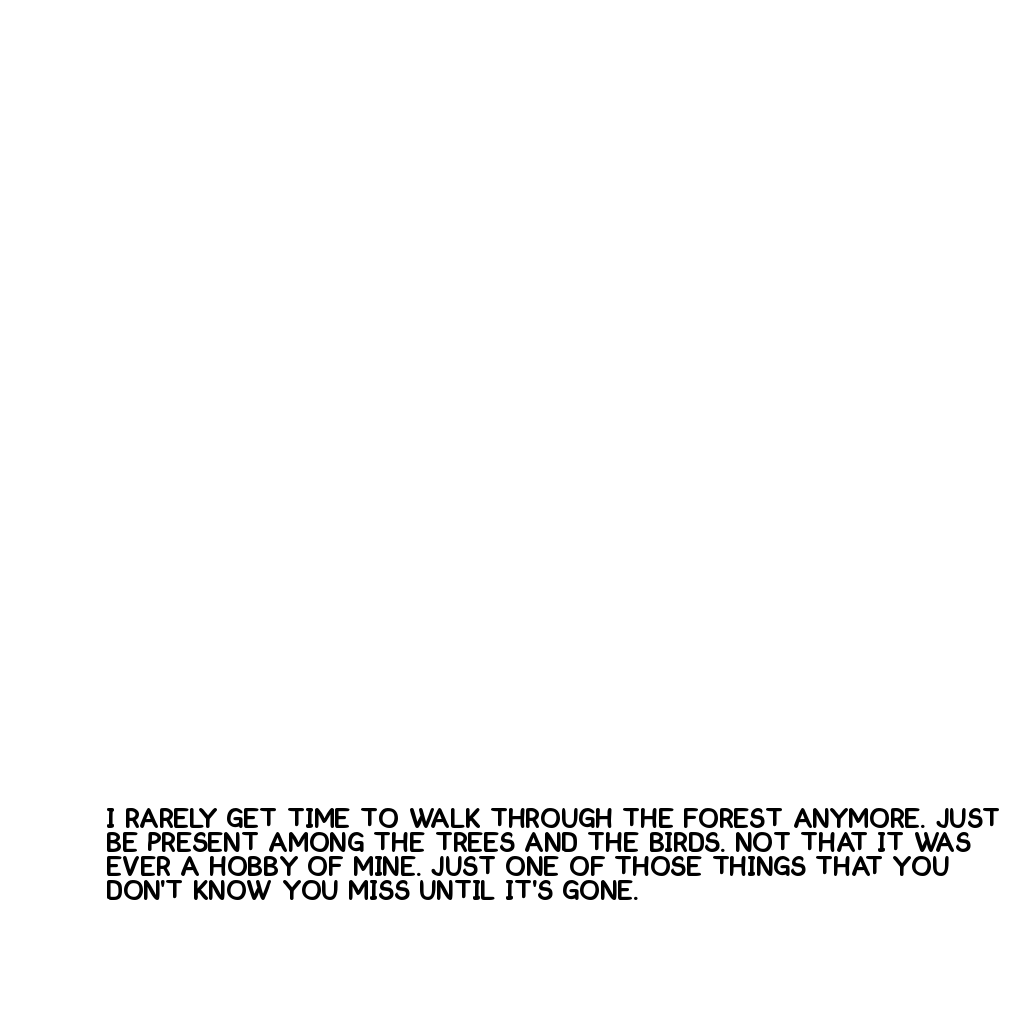 I RARELY GET TIME TO WALK THROUGH THE FOREST ANYMORE. JUST
BE PRESENT AMONG THE TREES AND THE BIRDS. NOT THAT IT WAS
EVER A HOBBY OF MINE. JUST ONE OF THOSE THINGS THAT YOU
DON'T KNOW YOU MISS UNTIL IT'S GONE.